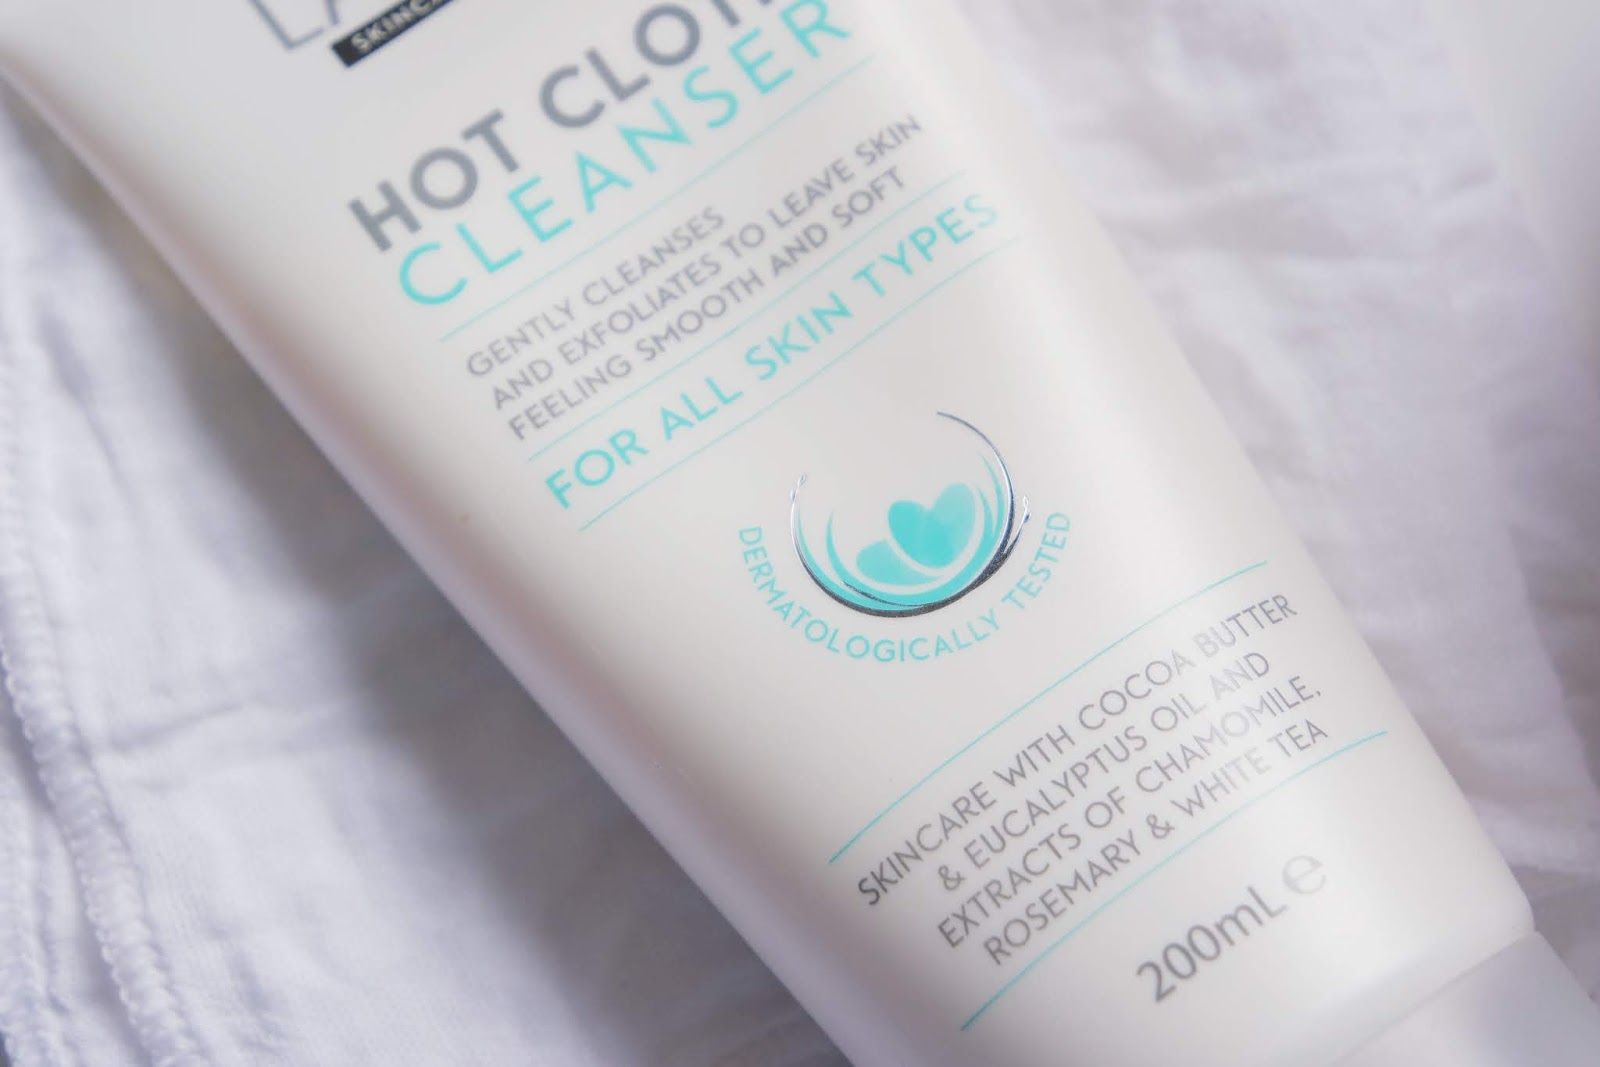 HOT CLOTH
CLEANSER
GENTLY CLEANSES
AND EXFOLIATES TO LEAVE SKIN
FEELING SMOOTH AND SOFT
FOR ALL SKIN TYPES
DERMATOLOGICALLY TESTED
SKINCARE WITH COCOA BUTTER
& EUCALYPTUS OIL AND
EXTRACTS OF CHAMOMILE,
ROSEMARY & WHITE TEA
200mL ℮